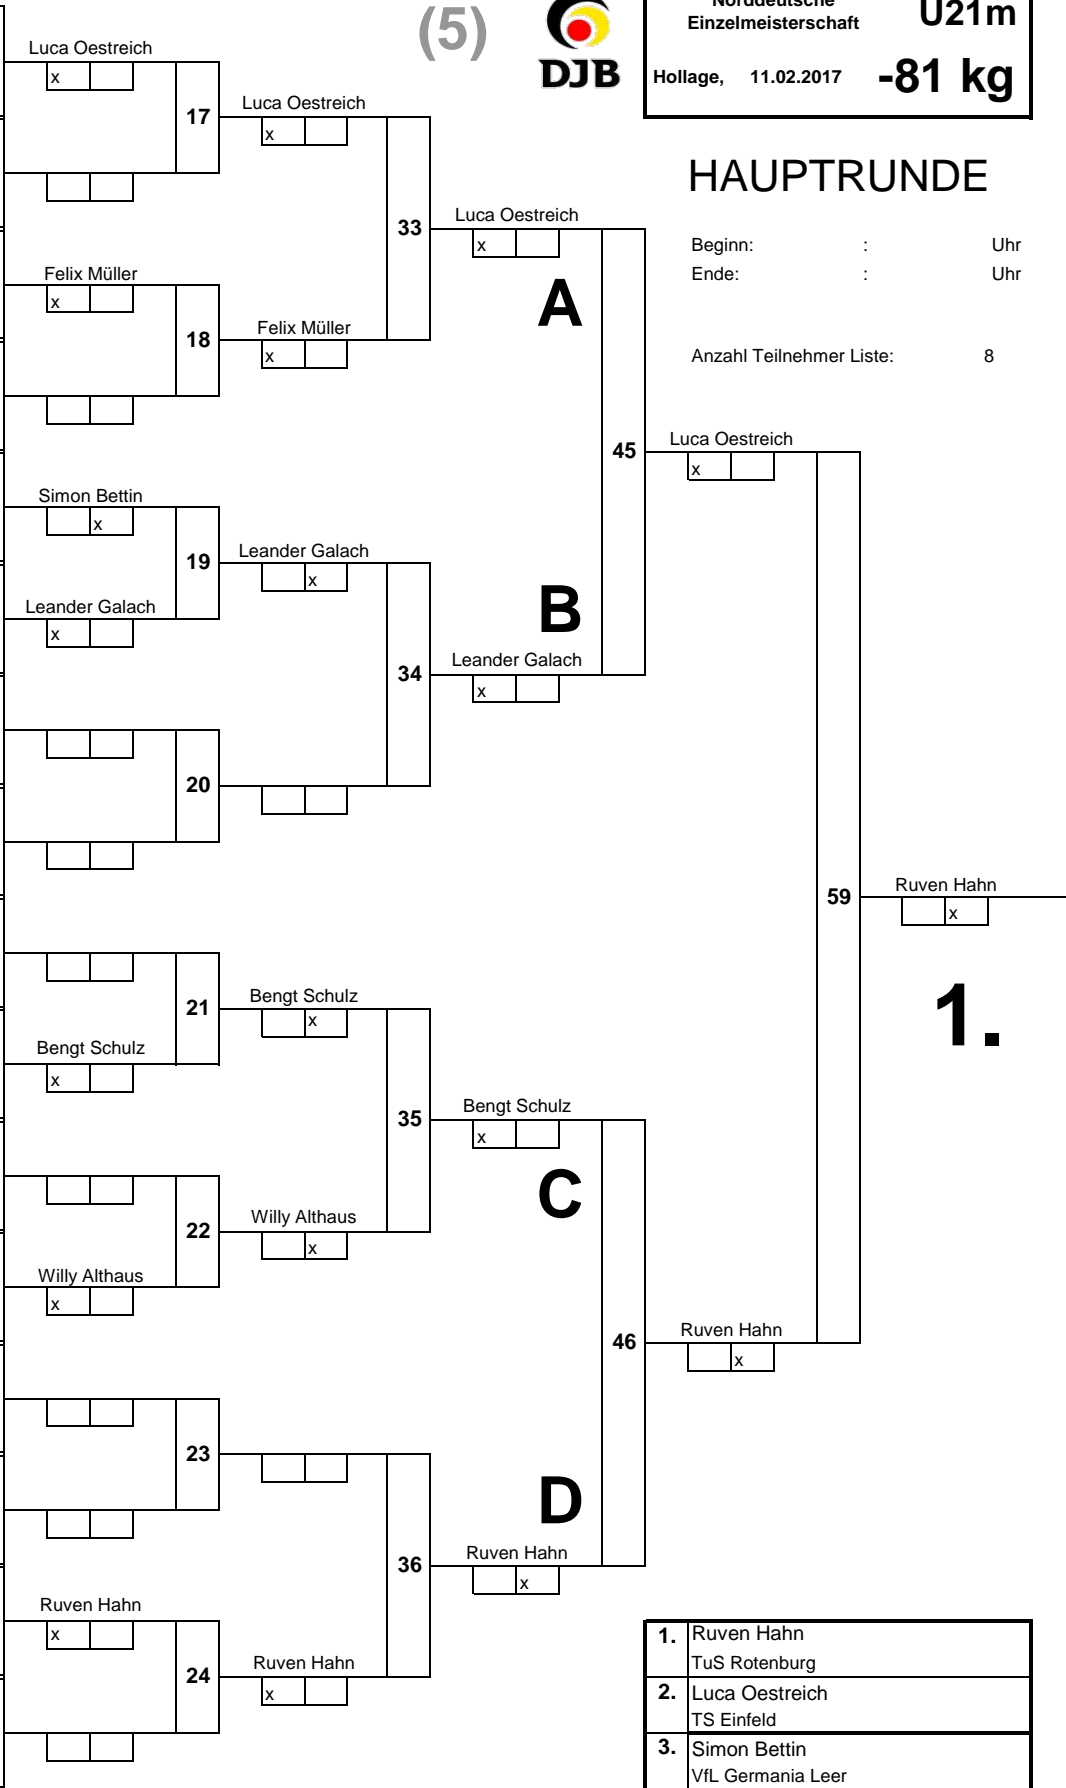 (5)
DJB
Norddeutsche
Einzelmeisterschaft
U21m
Hollage, 11.02.2017 -81 kg
HAUPTRUNDE
Beginn: : Uhr
Ende: : Uhr
Anzahl Teilnehmer Liste: 8
Luca Oestreich
x
17
Luca Oestreich
x
33
Luca Oestreich
x
A
Felix Müller
x
18
Felix Müller
x
45
Luca Oestreich
x
Simon Bettin
x
19
Leander Galach
x
Leander Galach
x
B
34
Leander Galach
x
20
59
Ruven Hahn
x
1.
21
Bengt Schulz
x
Bengt Schulz
x
35
Bengt Schulz
x
C
22
Willy Althaus
x
Willy Althaus
x
46
Ruven Hahn
x
23
D
36
Ruven Hahn
x
Ruven Hahn
x
24
Ruven Hahn
x
1. Ruven Hahn
TuS Rotenburg
2. Luca Oestreich
TS Einfeld
3. Simon Bettin
VfL Germania Leer